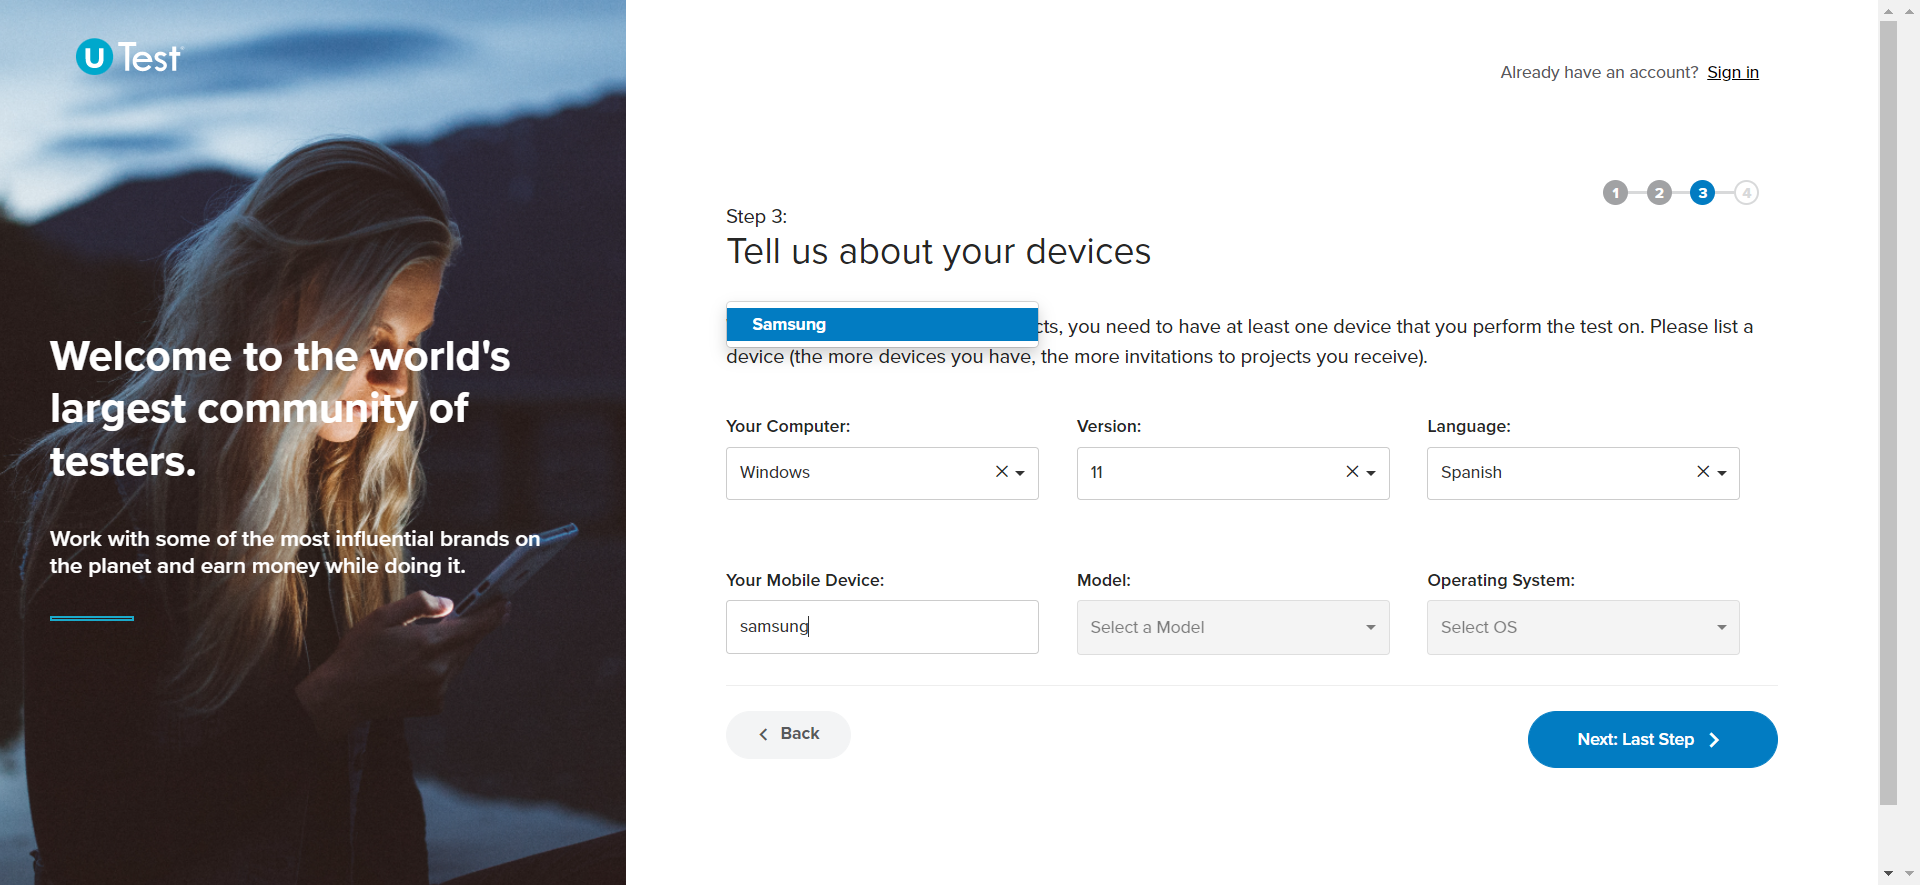 U Test
Welcome to the world's
largest community of
testers.
Work with some of the most influential brands on
the planet and earn money while doing it.
Already have an account? Sign in
1 2 3 4
Step 3:
Tell us about your devices
Samsung
cts, you need to have at least one device that you perform the test on. Please list a
device (the more devices you have, the more invitations to projects you receive).
Your Computer: Version: Language:
Windows 11 Spanish
Your Mobile Device: Model: Operating System:
samsung Select a Model Select OS
Back Next: Last Step